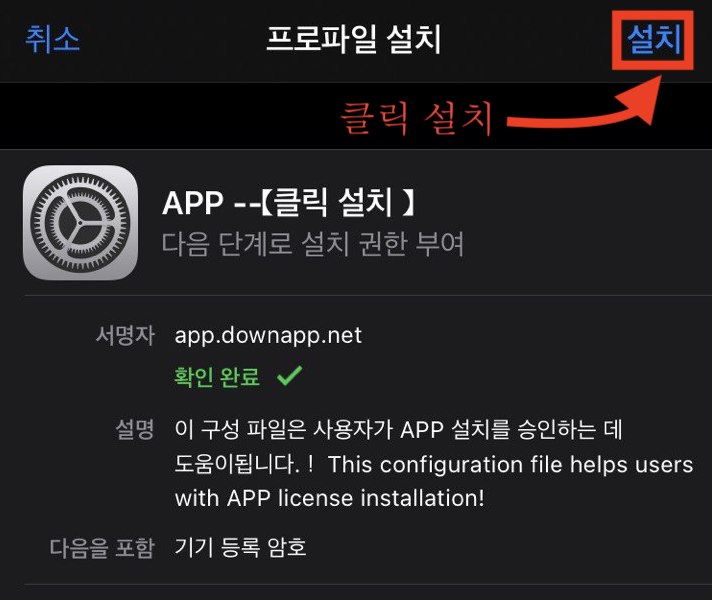 취소 프로파일 설치 설치
클릭 설치
APP --【클릭 설치 】
다음 단계로 설치 권한 부여
서명자 app.downapp.net
확인 완료
설명 이 구성 파일은 사용자가 APP 설치를 승인하는 데
도움이됩니다. ! This configuration file helps users
with APP license installation!
다음을 포함 기기 등록 암호